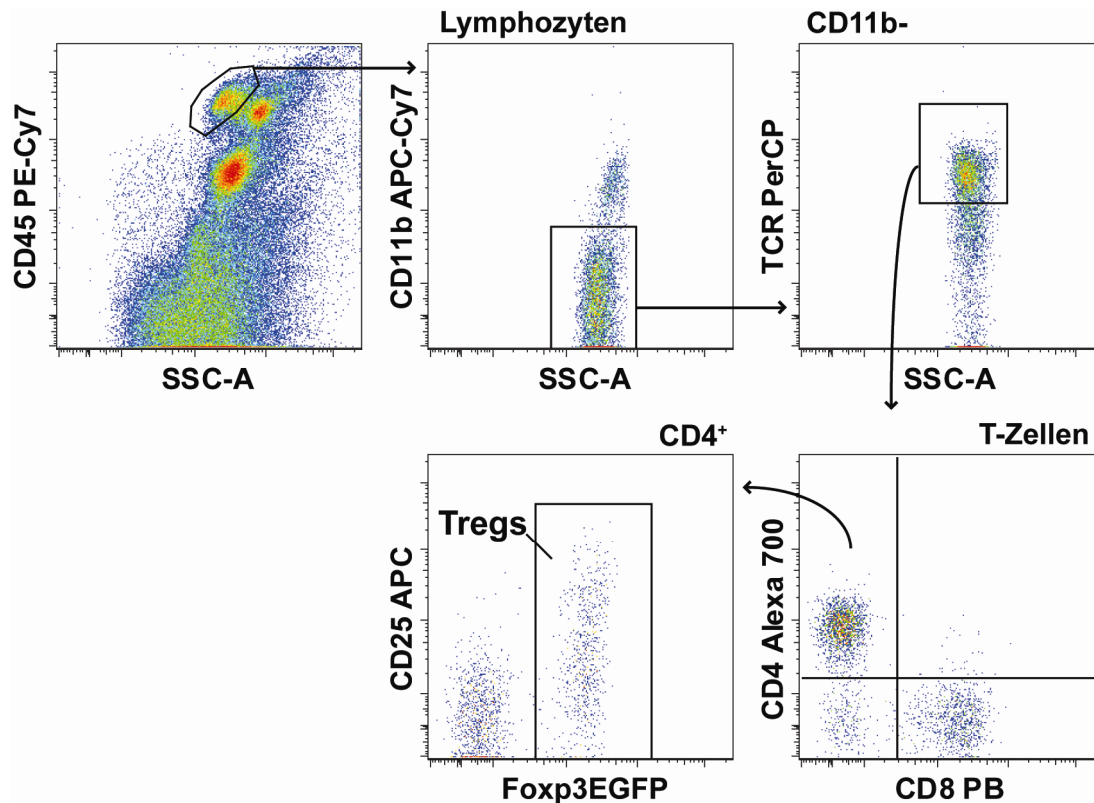 Lymphozyten
CD11b-
CD45 PE-Cy7
SSC-A
CD11b APC-Cy7
SSC-A
TCR PerCP
SSC-A
CD4⁺
T-Zellen
Tregs
CD25 APC
Foxp3EGFP
CD4 Alexa 700
CD8 PB